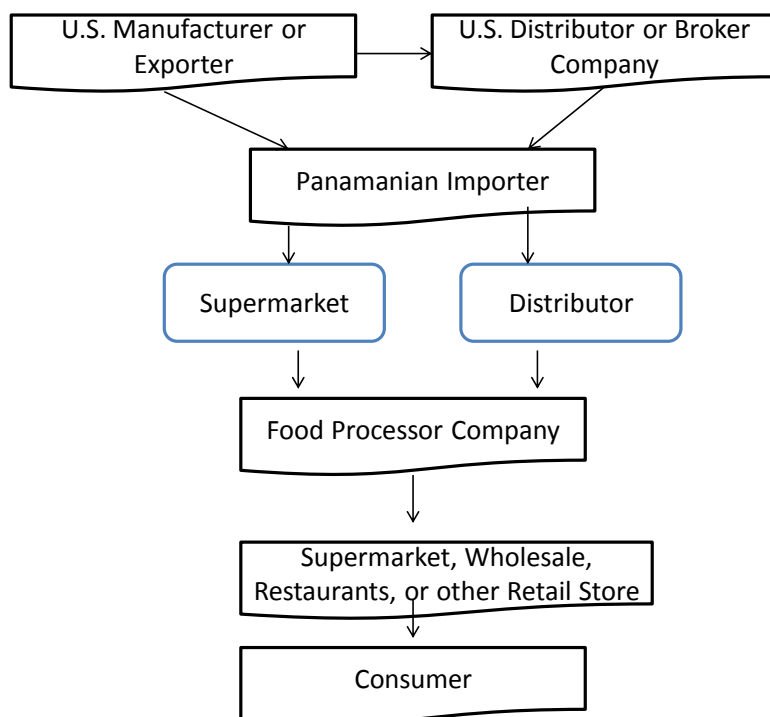 U.S. Manufacturer or
Exporter
U.S. Distributor or Broker
Company
Panamanian Importer
Supermarket
Distributor
Food Processor Company
Supermarket, Wholesale,
Restaurants, or other Retail Store
Consumer